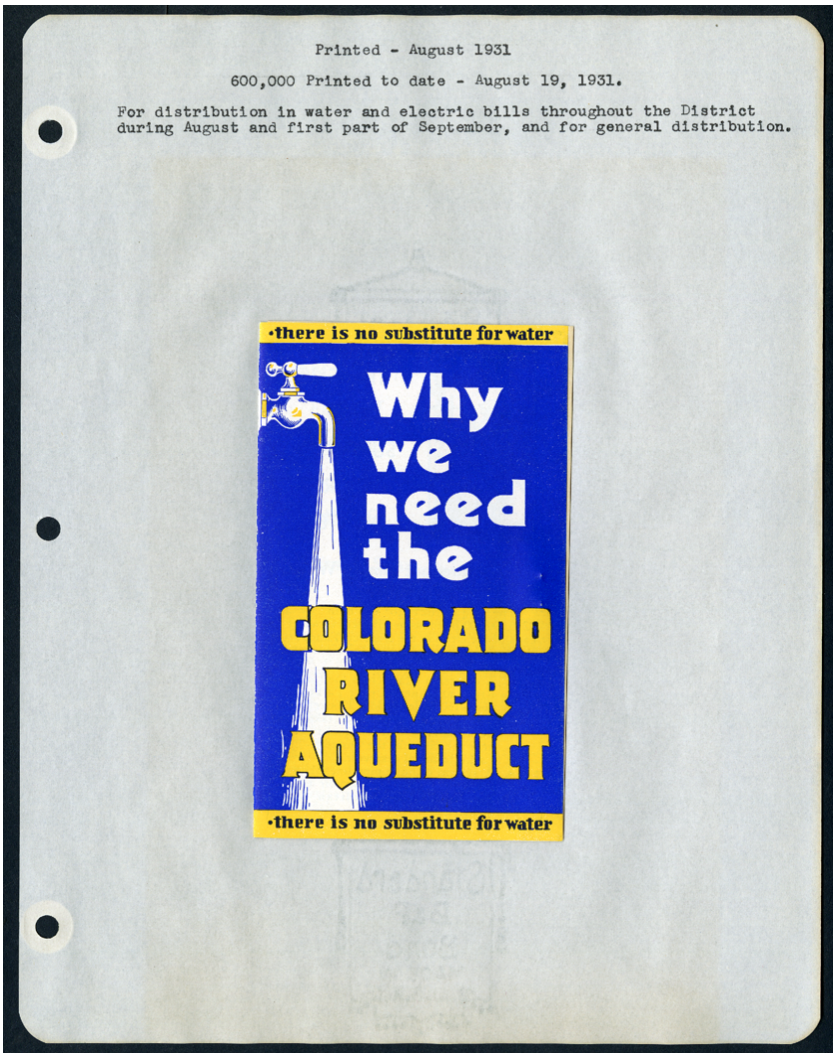 Printed - August 1931
600,000 Printed to date - August 19, 1931.
For distribution in water and electric bills throughout the District
during August and first part of September, and for general distribution.
·there is no substitute for water
Why
we
need
the
COLORADO
RIVER
AQUEDUCT
·there is no substitute for water